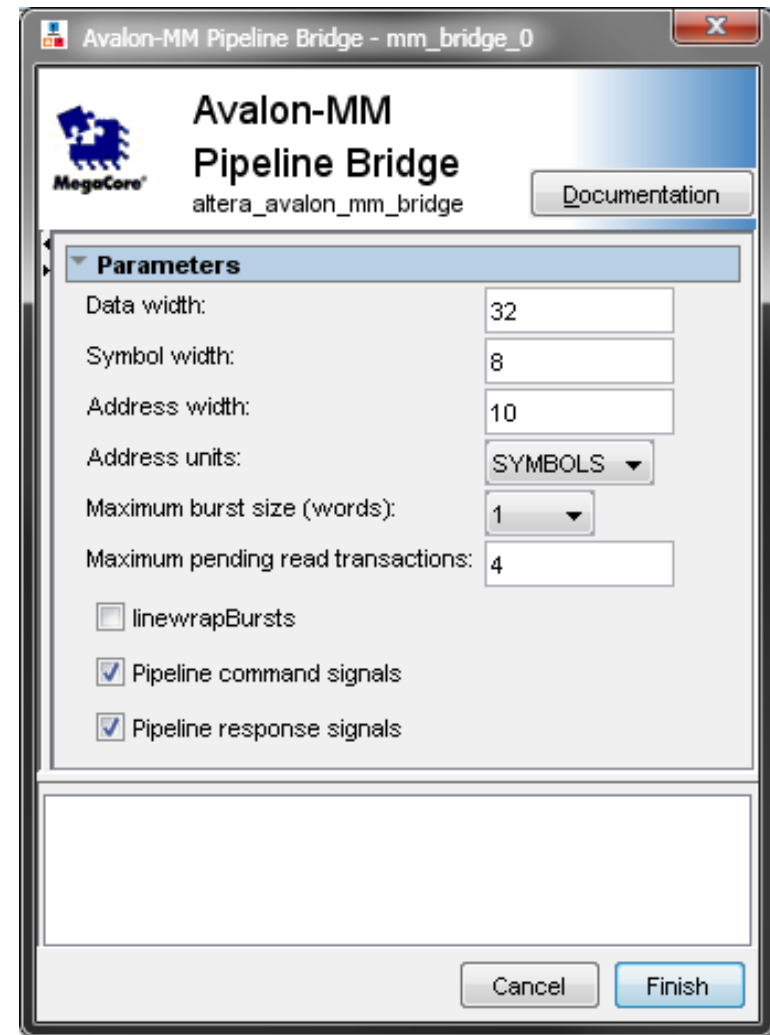 Avalon-MM Pipeline Bridge - mm_bridge_0
x
Avalon-MM
Pipeline Bridge
altera_avalon_mm_bridge
MegaCore®
Documentation
Parameters
Data width: 32
Symbol width: 8
Address width: 10
Address units: SYMBOLS
Maximum burst size (words): 1
Maximum pending read transactions: 4
linewrapBursts
Pipeline command signals
Pipeline response signals
Cancel Finish